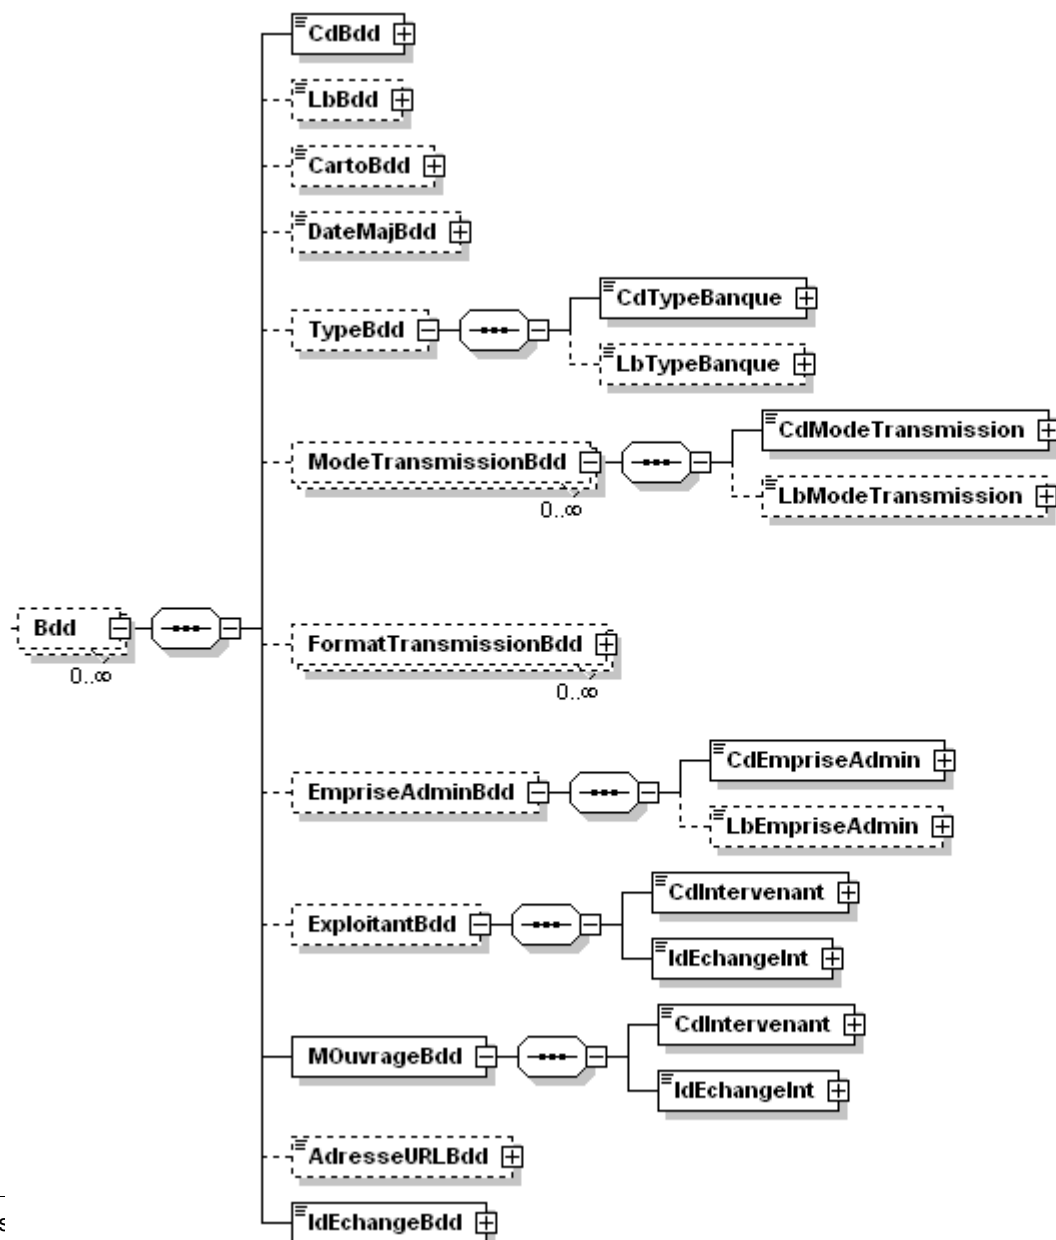 CdBdd
LbBdd
CartoBdd
DateMajBdd
TypeBdd
CdTypeBanque
LbTypeBanque
ModeTransmissionBdd
0..∞
CdModeTransmission
LbModeTransmission
Bdd
0..∞
FormatTransmissionBdd
0..∞
EmpriseAdminBdd
CdEmpriseAdmin
LbEmpriseAdmin
ExploitantBdd
CdIntervenant
IdEchangeInt
MOuvrageBdd
CdIntervenant
IdEchangeInt
AdresseURLBdd
IdEchangeBdd